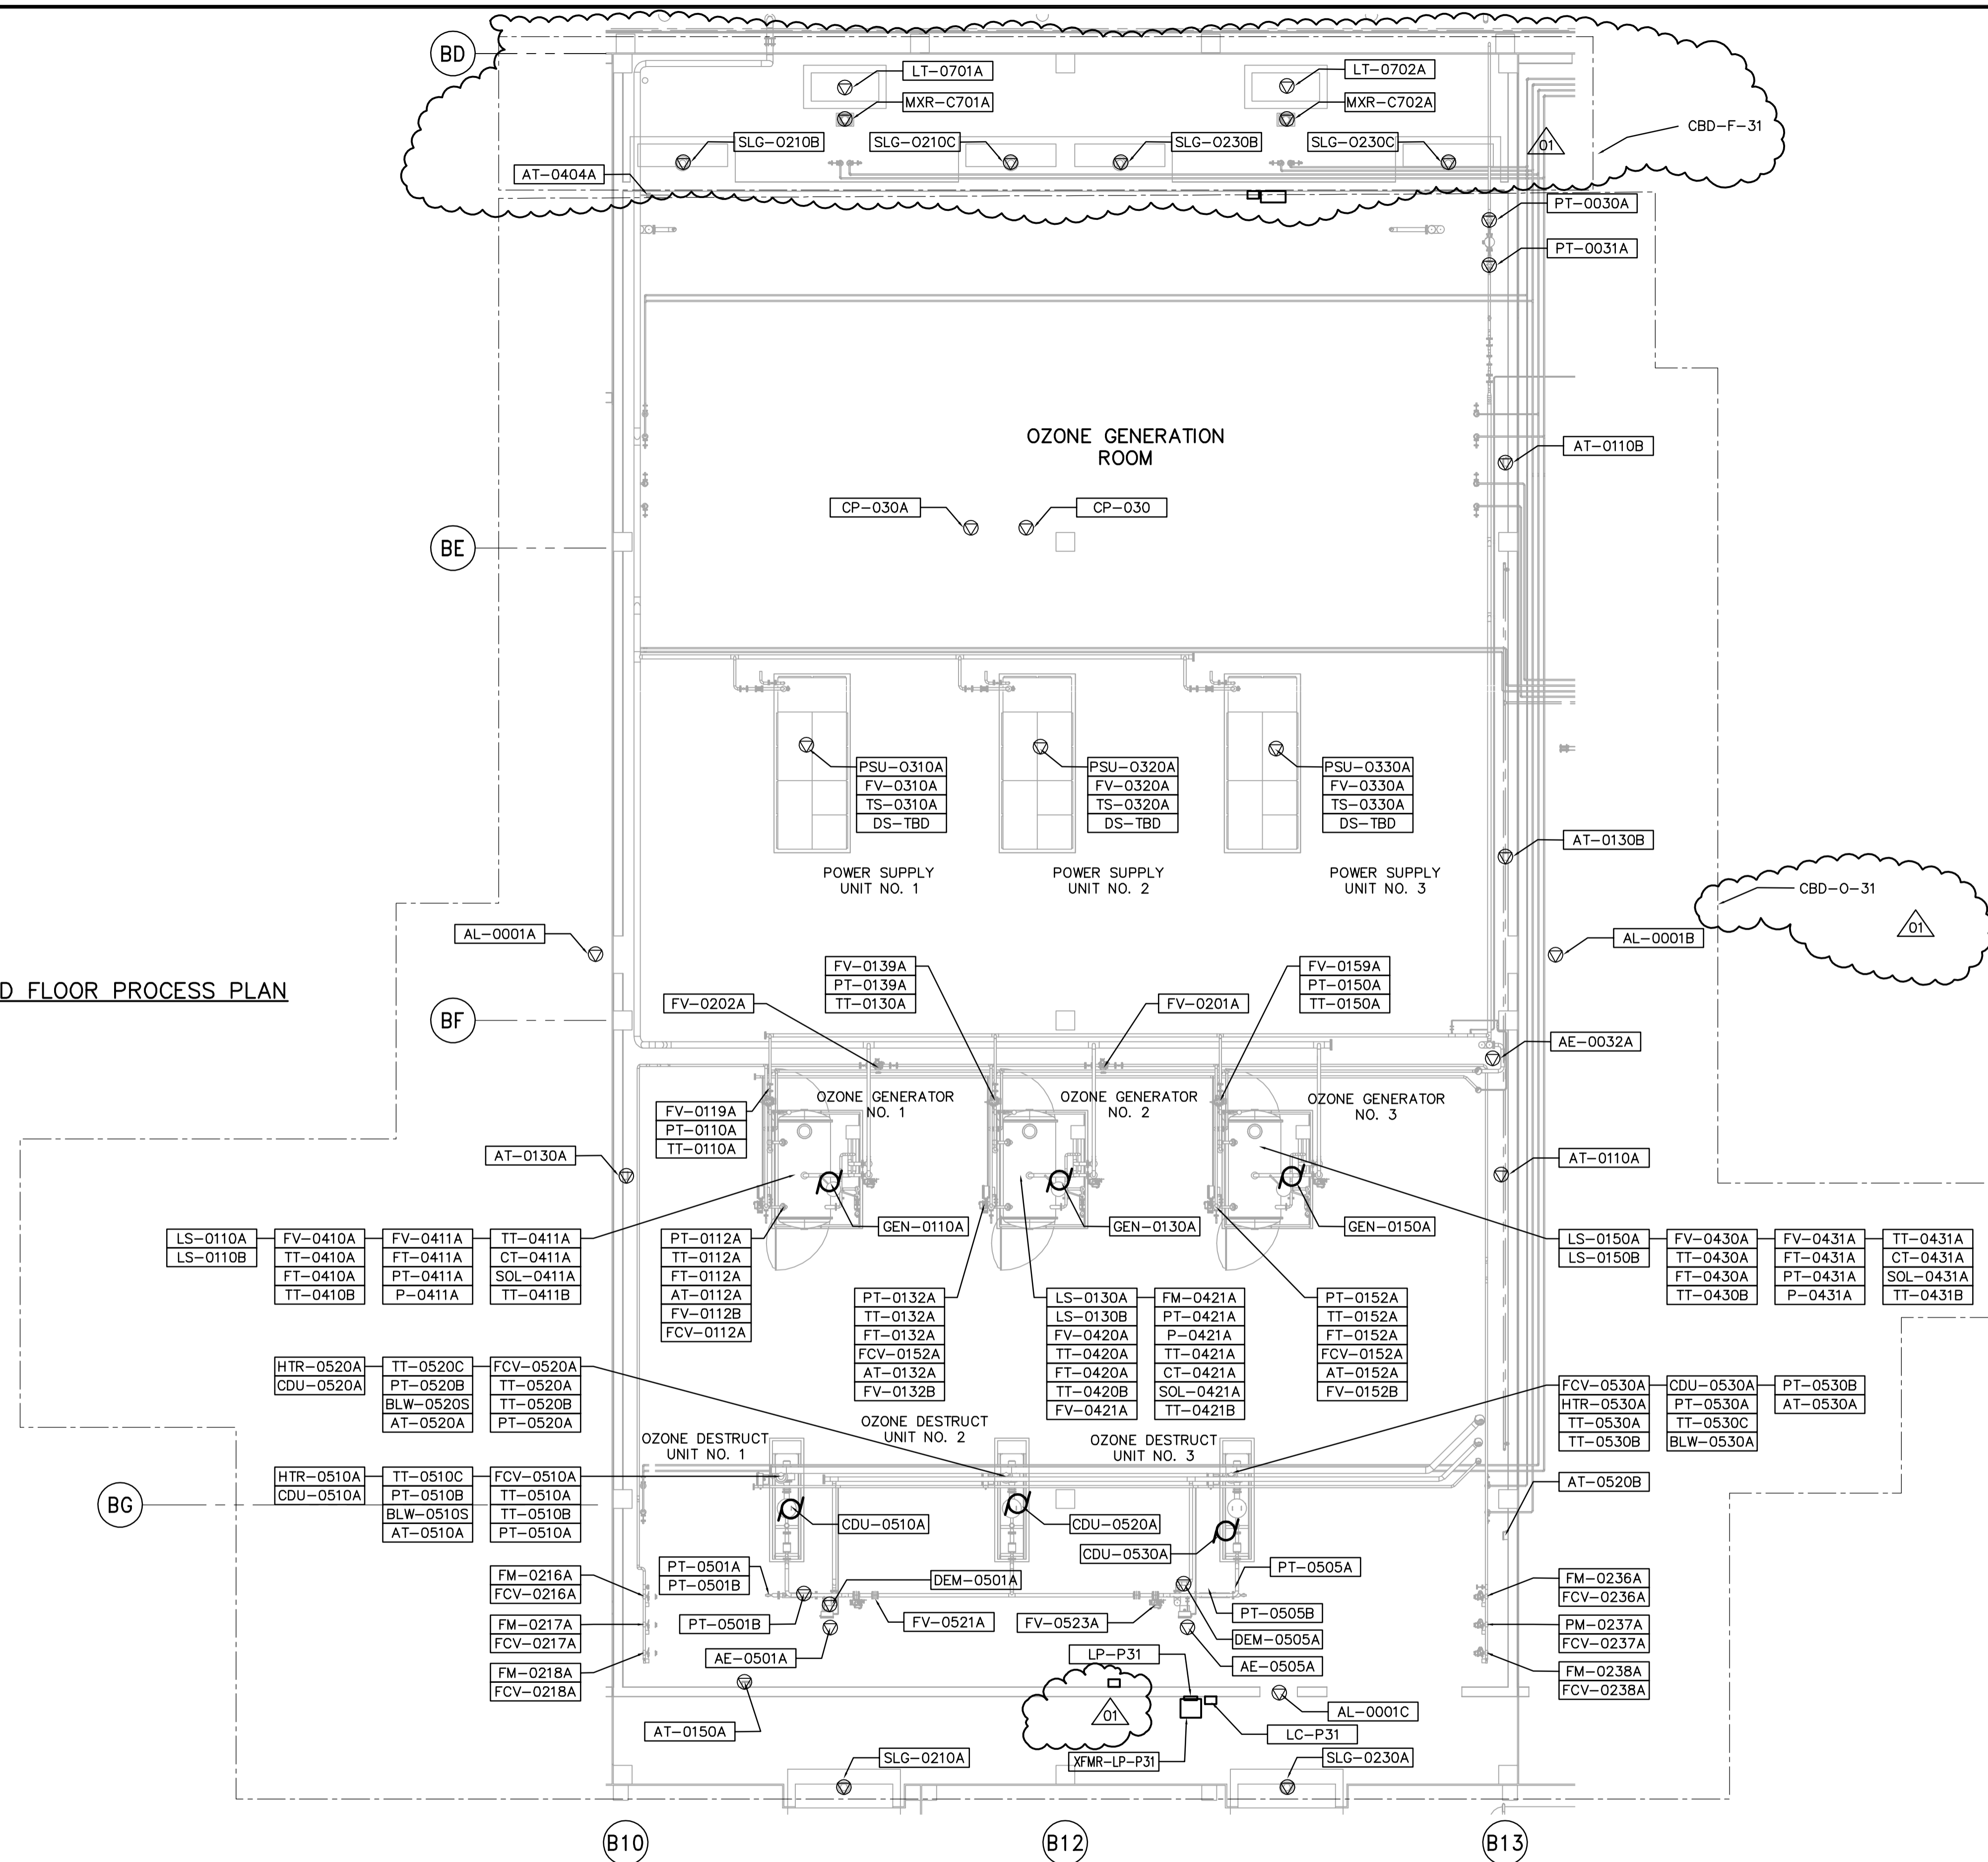 BD
LT-0701A
LT-0702A
MXR-C701A
MXR-C702A
CBD-F-31
SLG-O210B
SLG-O210C
SLG-O230B
SLG-O230C
01
AT-0404A
PT-0030A
PT-0031A
OZONE GENERATION
ROOM
AT-0110B
CP-030A
CP-030
BE
PSU-O310A
FV-0310A
TS-0310A
DS-TBD
PSU-O320A
FV-0320A
TS-0320A
DS-TBD
PSU-O330A
FV-0330A
TS-0330A
DS-TBD
AT-0130B
POWER SUPPLY
UNIT NO. 1
POWER SUPPLY
UNIT NO. 2
POWER SUPPLY
UNIT NO. 3
CBD-O-31
01
AL-0001A
AL-0001B
D FLOOR PROCESS PLAN
FV-0139A
PT-0139A
TT-0130A
FV-0159A
PT-0150A
TT-0150A
FV-0202A
FV-0201A
BF
AE-0032A
OZONE GENERATOR
NO. 1
OZONE GENERATOR
NO. 2
OZONE GENERATOR
NO. 3
FV-0119A
PT-0110A
TT-0110A
AT-0130A
AT-0110A
GEN-0110A
GEN-0130A
GEN-0150A
LS-0110A
LS-0110B
FV-0410A
TT-0410A
FT-0410A
TT-0410B
FV-0411A
FT-0411A
PT-0411A
P-0411A
TT-0411A
CT-0411A
SOL-0411A
TT-0411B
PT-0112A
TT-0112A
FT-0112A
AT-0112A
FV-0112B
FCV-0112A
LS-0150A
LS-0150B
FV-0430A
TT-0430A
FT-0430A
TT-0430B
FV-0431A
FT-0431A
PT-0431A
P-0431A
TT-0431A
CT-0431A
SOL-0431A
TT-0431B
PT-0132A
TT-0132A
FT-0132A
FCV-0152A
AT-0132A
FV-0132B
LS-0130A
LS-0130B
FV-0420A
TT-0420A
FT-0420A
TT-0420B
FV-0421A
FM-0421A
PT-0421A
P-0421A
TT-0421A
CT-0421A
SOL-0421A
TT-0421B
PT-0152A
TT-0152A
FT-0152A
FCV-0152A
AT-0152A
FV-0152B
HTR-0520A
CDU-0520A
TT-0520C
PT-0520B
BLW-0520S
AT-0520A
FCV-0520A
TT-0520A
TT-0520B
PT-0520A
FCV-0530A
HTR-0530A
TT-0530A
TT-0530B
CDU-0530A
PT-0530A
TT-0530C
BLW-0530A
PT-0530B
AT-0530A
OZONE DESTRUCT
UNIT NO. 1
OZONE DESTRUCT
UNIT NO. 2
OZONE DESTRUCT
UNIT NO. 3
HTR-0510A
CDU-0510A
TT-0510C
PT-0510B
BLW-0510S
AT-0510A
FCV-0510A
TT-0510A
TT-0510B
PT-0510A
BG
AT-0520B
CDU-0510A
CDU-0520A
CDU-0530A
PT-0501A
PT-0501B
DEM-0501A
PT-0505A
FM-0216A
FCV-0216A
FM-0236A
FCV-0236A
PT-0501B
FV-0521A
FV-0523A
PT-0505B
FM-0217A
FCV-0217A
PM-0237A
FCV-0237A
DEM-0505A
AE-0501A
LP-P31
AE-0505A
FM-0218A
FCV-0218A
FM-0238A
FCV-0238A
AT-0150A
01
AL-0001C
LC-P31
SLG-0210A
XFMR-LP-P31
SLG-0230A
B10
B12
B13